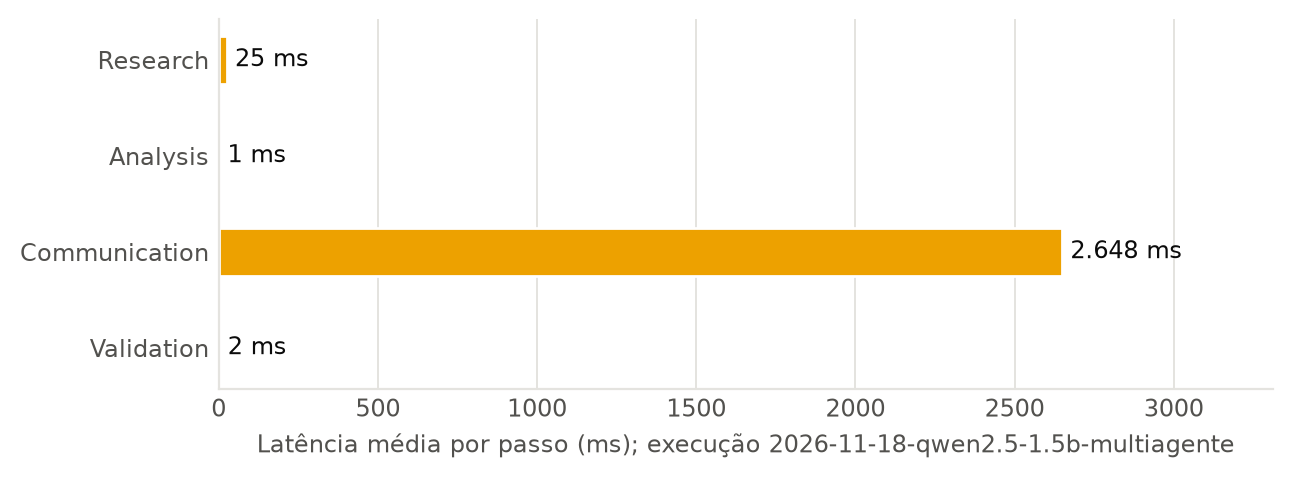 Research 25 ms
Analysis 1 ms
Communication 2.648 ms
Validation 2 ms
0 500 1000 1500 2000 2500 3000
Latência média por passo (ms); execução 2026-11-18-qwen2.5-1.5b-multiagente